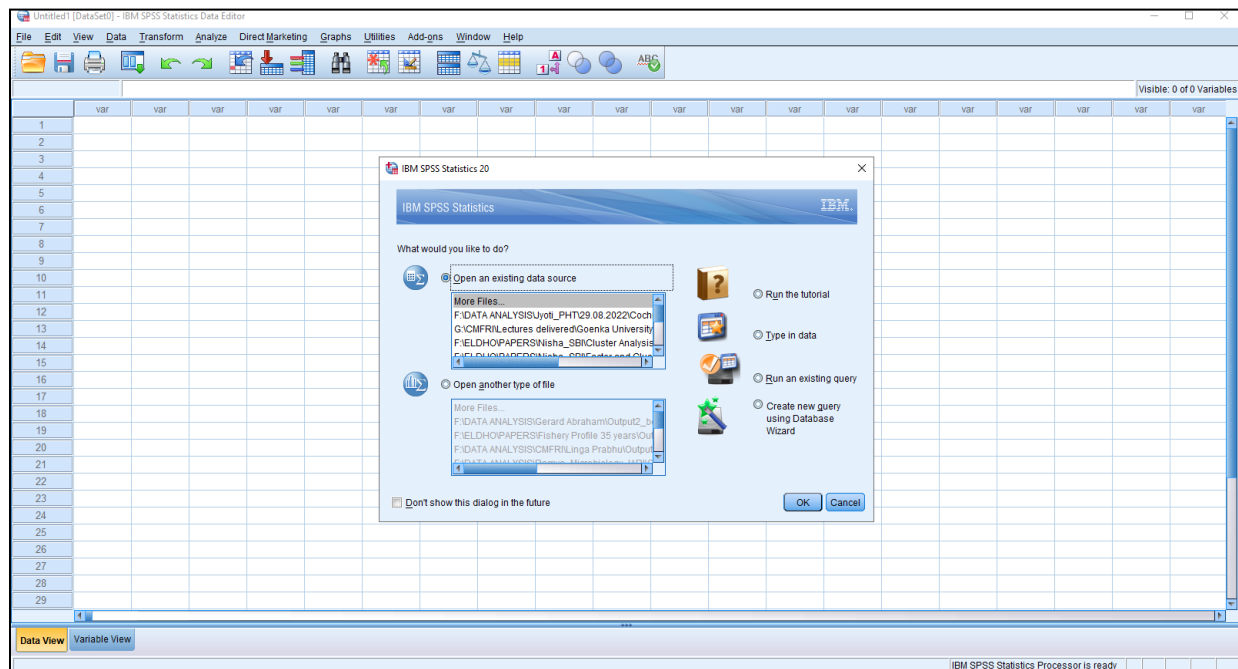 Untitled1 [DataSet0] - IBM SPSS Statistics Data Editor
File Edit View Data Transform Analyze Direct Marketing Graphs Utilities Add-ons Window Help
Visible: 0 of 0 Variables
var var var var var var var var var var var var var var var var var var var var
1
2
3
4
5
6
7
8
9
10
11
12
13
14
15
16
17
18
19
20
21
22
23
24
25
26
27
28
29
IBM SPSS Statistics 20
IBM SPSS Statistics
IBM.
What would you like to do?
Open an existing data source
More Files...
F:\DATA ANALYSIS\Jyoti_PHT\29.08.2022\Coch
G:\CMFRI\Lectures delivered\Goenka University
F:\ELDHO\PAPERS\Nisha_SBI\Cluster Analysis
F:\ELDHO\PAPERS\Nisha_SBI\Factor and Clus
Open another type of file
More Files...
F:\DATA ANALYSIS\Gerard Abraham\Output2_b
F:\ELDHO\PAPERS\Fishery Profile 35 years\Out
F:\DATA ANALYSIS\CMFRI\Linga Prabhu\Output
Run the tutorial
Type in data
Run an existing query
Create new query
using Database
Wizard
Don't show this dialog in the future
OK Cancel
Data View Variable View
IBM SPSS Statistics Processor is ready